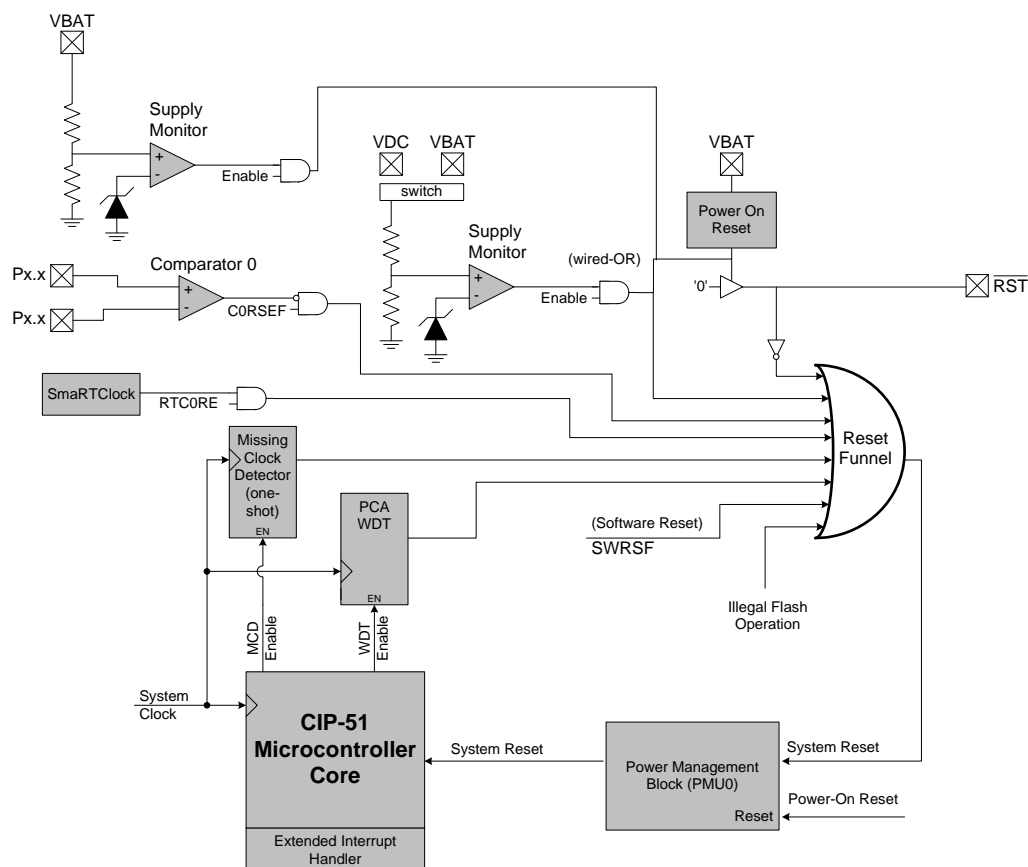 VBAT
Supply
Monitor
+
-
Enable
VDC
VBAT
switch
Supply
Monitor
+
-
(wired-OR)
Enable
VBAT
Power On
Reset
'0'
RST
Px.x
Px.x
Comparator 0
+
-
C0RSEF
SmaRTClock
RTC0RE
Missing
Clock
Detector
(one-
shot)
EN
PCA
WDT
EN
Reset
Funnel
(Software Reset)
SWRSF
Illegal Flash
Operation
MCD
Enable
WDT
Enable
System
Clock
CIP-51
Microcontroller
Core
Extended Interrupt
Handler
System Reset
Power Management
Block (PMU0)
Reset
System Reset
Power-On Reset